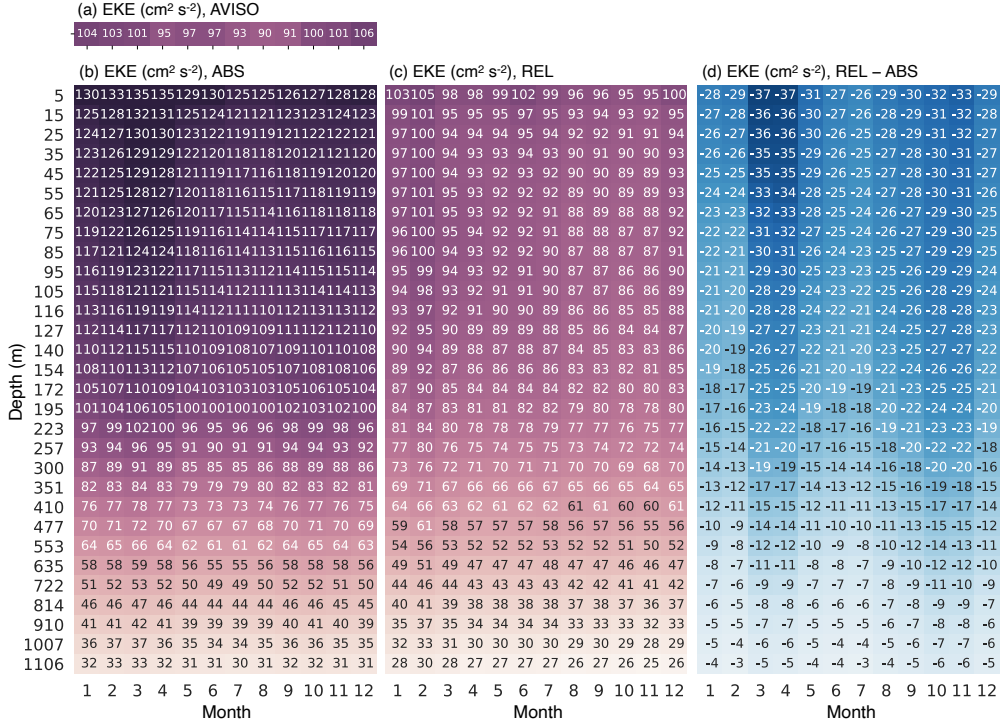 (a) EKE (cm² s⁻²), AVISO
104 103 101 95 97 97 93 90 91 100 101 106
(b) EKE (cm² s⁻²), ABS
(c) EKE (cm² s⁻²), REL
(d) EKE (cm² s⁻²), REL – ABS
Depth (m)
5 130 133 135 135 129 130 125 125 126 127 128 128 103 105 98 98 99 102 99 96 96 95 95 100 -28 -29 -37 -37 -31 -27 -26 -29 -30 -32 -33 -29
15 125 128 132 131 125 124 121 121 123 123 124 123 99 101 95 95 95 97 95 93 94 93 92 95 -27 -28 -36 -36 -29 -27 -26 -28 -29 -31 -32 -28
25 124 127 130 130 123 122 119 119 121 122 122 121 97 100 94 94 94 95 94 92 92 91 91 94 -26 -27 -36 -36 -30 -27 -26 -28 -29 -31 -32 -27
35 123 126 129 129 122 120 118 118 120 121 121 120 97 100 94 93 93 94 93 90 91 90 90 93 -26 -26 -35 -35 -29 -26 -25 -28 -29 -30 -31 -27
45 122 125 129 128 121 119 117 116 118 119 120 120 97 100 94 93 92 93 92 90 90 89 89 93 -25 -25 -35 -35 -28 -26 -25 -27 -28 -30 -31 -27
55 121 125 128 127 120 118 116 115 117 118 119 119 97 101 95 93 92 92 92 89 89 88 89 93 -24 -24 -33 -34 -28 -25 -24 -27 -28 -30 -30 -26
65 120 123 127 126 120 117 115 114 116 116 118 118 97 101 95 93 92 92 91 88 89 88 88 92 -23 -23 -32 -33 -28 -25 -24 -26 -27 -29 -30 -25
75 119 122 126 125 119 117 115 114 115 117 117 117 96 100 95 94 92 92 90 88 88 87 87 92 -22 -22 -31 -32 -27 -25 -24 -26 -27 -29 -30 -25
85 117 121 124 124 118 116 114 112 115 116 116 115 96 100 94 93 92 92 90 87 88 87 87 91 -22 -21 -30 -31 -26 -24 -24 -25 -27 -28 -29 -25
95 116 119 123 122 117 115 113 112 114 115 115 114 95 99 94 93 92 91 90 87 87 86 86 90 -21 -21 -29 -30 -25 -24 -23 -25 -26 -29 -29 -24
105 115 118 121 121 115 113 112 111 113 114 114 113 94 98 93 92 91 91 90 87 87 86 86 89 -21 -20 -29 -29 -24 -23 -22 -25 -26 -28 -29 -24
116 113 116 119 119 114 112 111 110 112 113 113 112 93 97 92 91 90 90 89 86 86 85 85 88 -21 -20 -28 -28 -24 -22 -22 -24 -26 -28 -28 -24
127 112 114 117 117 112 110 109 109 111 112 112 110 92 95 90 89 89 89 88 85 85 84 84 87 -20 -20 -27 -27 -23 -21 -21 -24 -25 -27 -28 -23
140 110 112 115 115 110 109 108 107 109 110 110 108 90 94 89 88 87 88 87 84 85 83 83 86 -20 -19 -26 -27 -22 -21 -20 -23 -24 -27 -27 -22
154 108 110 113 112 107 106 105 105 107 108 108 106 89 92 87 86 86 86 86 83 83 82 81 85 -19 -18 -26 -26 -21 -20 -20 -22 -23 -26 -26 -22
172 105 107 110 109 104 103 103 103 105 106 105 104 87 90 85 84 84 84 84 82 82 80 80 83 -18 -17 -25 -25 -20 -19 -19 -21 -22 -25 -25 -21
195 101 104 106 105 100 100 100 100 102 103 102 100 84 87 83 81 81 82 82 79 80 78 78 80 -17 -16 -23 -24 -19 -18 -18 -20 -22 -24 -24 -20
223 97 99 102 100 96 95 96 96 98 99 98 96 81 84 80 78 78 79 79 77 77 76 75 77 -16 -15 -22 -22 -18 -17 -16 -19 -21 -23 -23 -19
257 93 94 96 95 91 90 91 91 94 94 93 92 77 80 76 75 74 75 75 73 74 72 72 74 -15 -14 -21 -20 -17 -16 -15 -18 -20 -22 -22 -18
300 87 89 91 89 85 85 85 86 88 89 88 86 73 76 72 71 70 71 71 70 70 69 68 70 -14 -13 -19 -19 -15 -14 -14 -16 -18 -20 -20 -16
351 82 83 84 83 79 79 79 80 82 83 82 81 69 71 67 66 65 66 66 65 66 64 64 65 -13 -12 -17 -17 -14 -13 -13 -15 -16 -19 -18 -15
410 76 77 78 77 73 73 73 74 76 77 76 75 64 66 63 62 61 62 62 61 61 60 60 61 -12 -11 -15 -15 -12 -12 -11 -13 -15 -17 -17 -14
477 70 71 72 70 67 67 67 68 70 71 70 69 59 61 58 57 57 57 58 56 57 56 55 56 -10 -9 -14 -14 -11 -10 -10 -11 -13 -15 -15 -12
553 64 65 66 64 62 61 62 62 64 65 64 63 54 56 53 52 52 52 53 52 52 51 50 52 -9 -8 -12 -12 -10 -9 -8 -10 -12 -14 -13 -11
635 58 58 59 58 56 55 55 56 58 58 58 56 49 51 49 47 47 47 48 47 47 46 46 47 -8 -7 -11 -11 -8 -8 -7 -9 -10 -12 -12 -10
722 51 52 53 52 50 49 49 50 52 52 51 50 44 46 44 43 43 43 43 42 42 41 41 42 -7 -6 -9 -9 -7 -7 -6 -7 -9 -11 -10 -9
814 46 46 47 46 44 44 44 44 46 46 45 45 40 41 39 38 38 38 38 37 38 37 36 37 -6 -5 -8 -8 -6 -6 -5 -6 -8 -9 -9 -7
910 41 41 42 41 39 39 39 39 40 41 40 39 35 37 35 34 34 34 34 33 33 32 32 33 -5 -4 -7 -7 -5 -5 -4 -6 -7 -8 -8 -6
1007 36 37 37 36 35 34 34 35 36 36 35 35 32 33 31 30 30 30 30 29 30 29 28 29 -5 -4 -6 -6 -5 -4 -4 -5 -6 -7 -7 -6
1106 32 33 33 32 31 31 30 31 32 32 31 31 28 30 28 27 27 27 27 26 27 26 25 26 -4 -3 -5 -5 -4 -4 -3 -4 -5 -6 -6 -5
1 2 3 4 5 6 7 8 9 10 11 12 1 2 3 4 5 6 7 8 9 10 11 12 1 2 3 4 5 6 7 8 9 10 11 12
Month Month Month